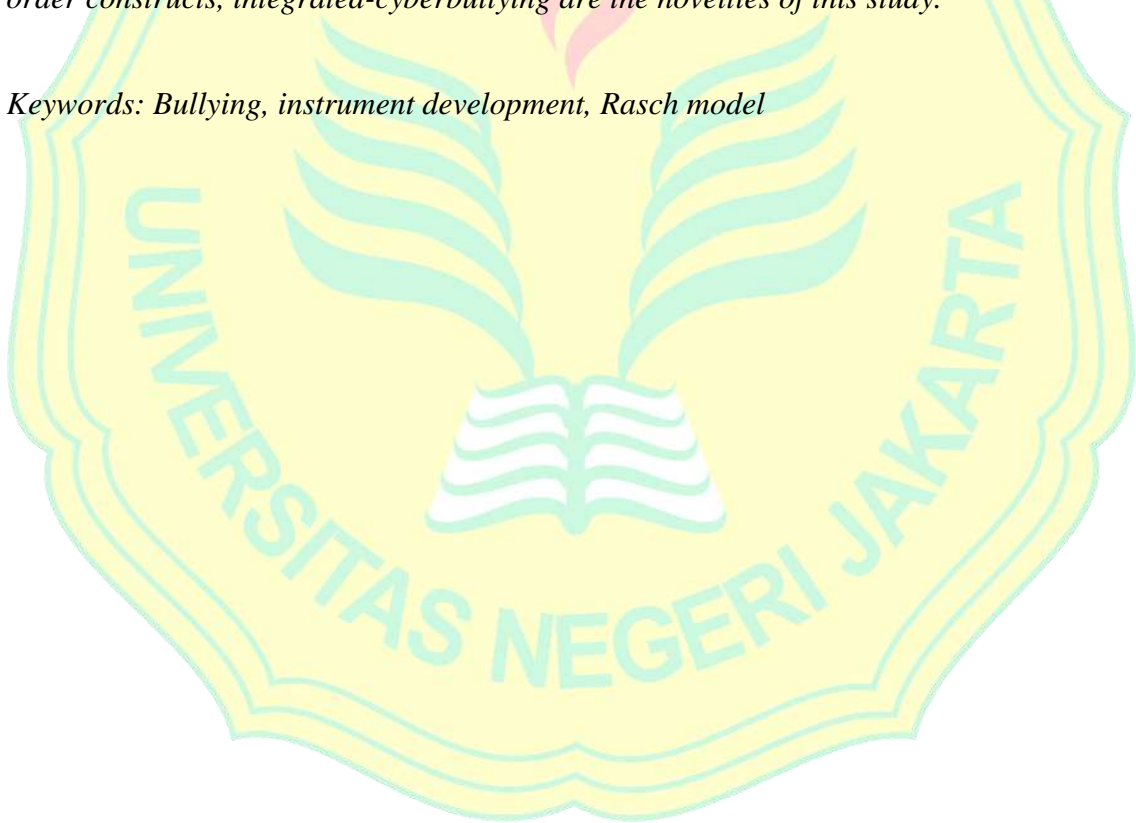 order constructs, integrated-cyberbullying are the novelties of this study.
Keywords: Bullying, instrument development, Rasch model
UNIVERSITAS NEGERI JAKARTA